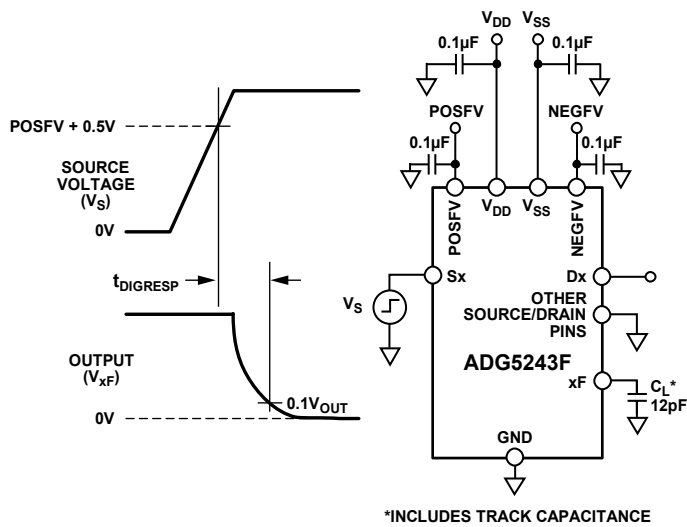 POSFV + 0.5V
SOURCE
VOLTAGE
(VS)
0V
tDIGRESP
OUTPUT
(VxF)
0V
0.1VOUT
VDD
VSS
0.1µF
0.1µF
POSFV
NEGFV
0.1µF
0.1µF
POSFV
VDD
VSS
NEGFV
VS
Sx
Dx
OTHER
SOURCE/DRAIN
PINS
ADG5243F
xF
CL*
12pF
GND
*INCLUDES TRACK CAPACITANCE